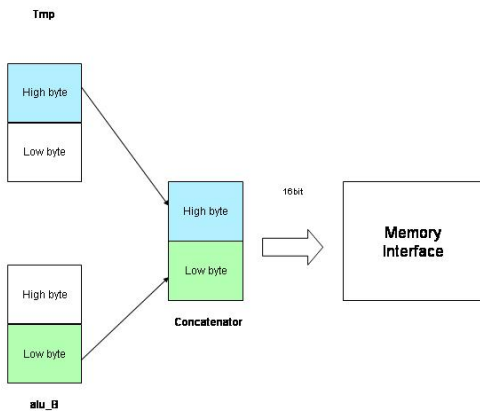 Tmp
High byte
Low byte
High byte
Low byte
16bit
Memory
Interface
Concatenator
High byte
Low byte
alu_B